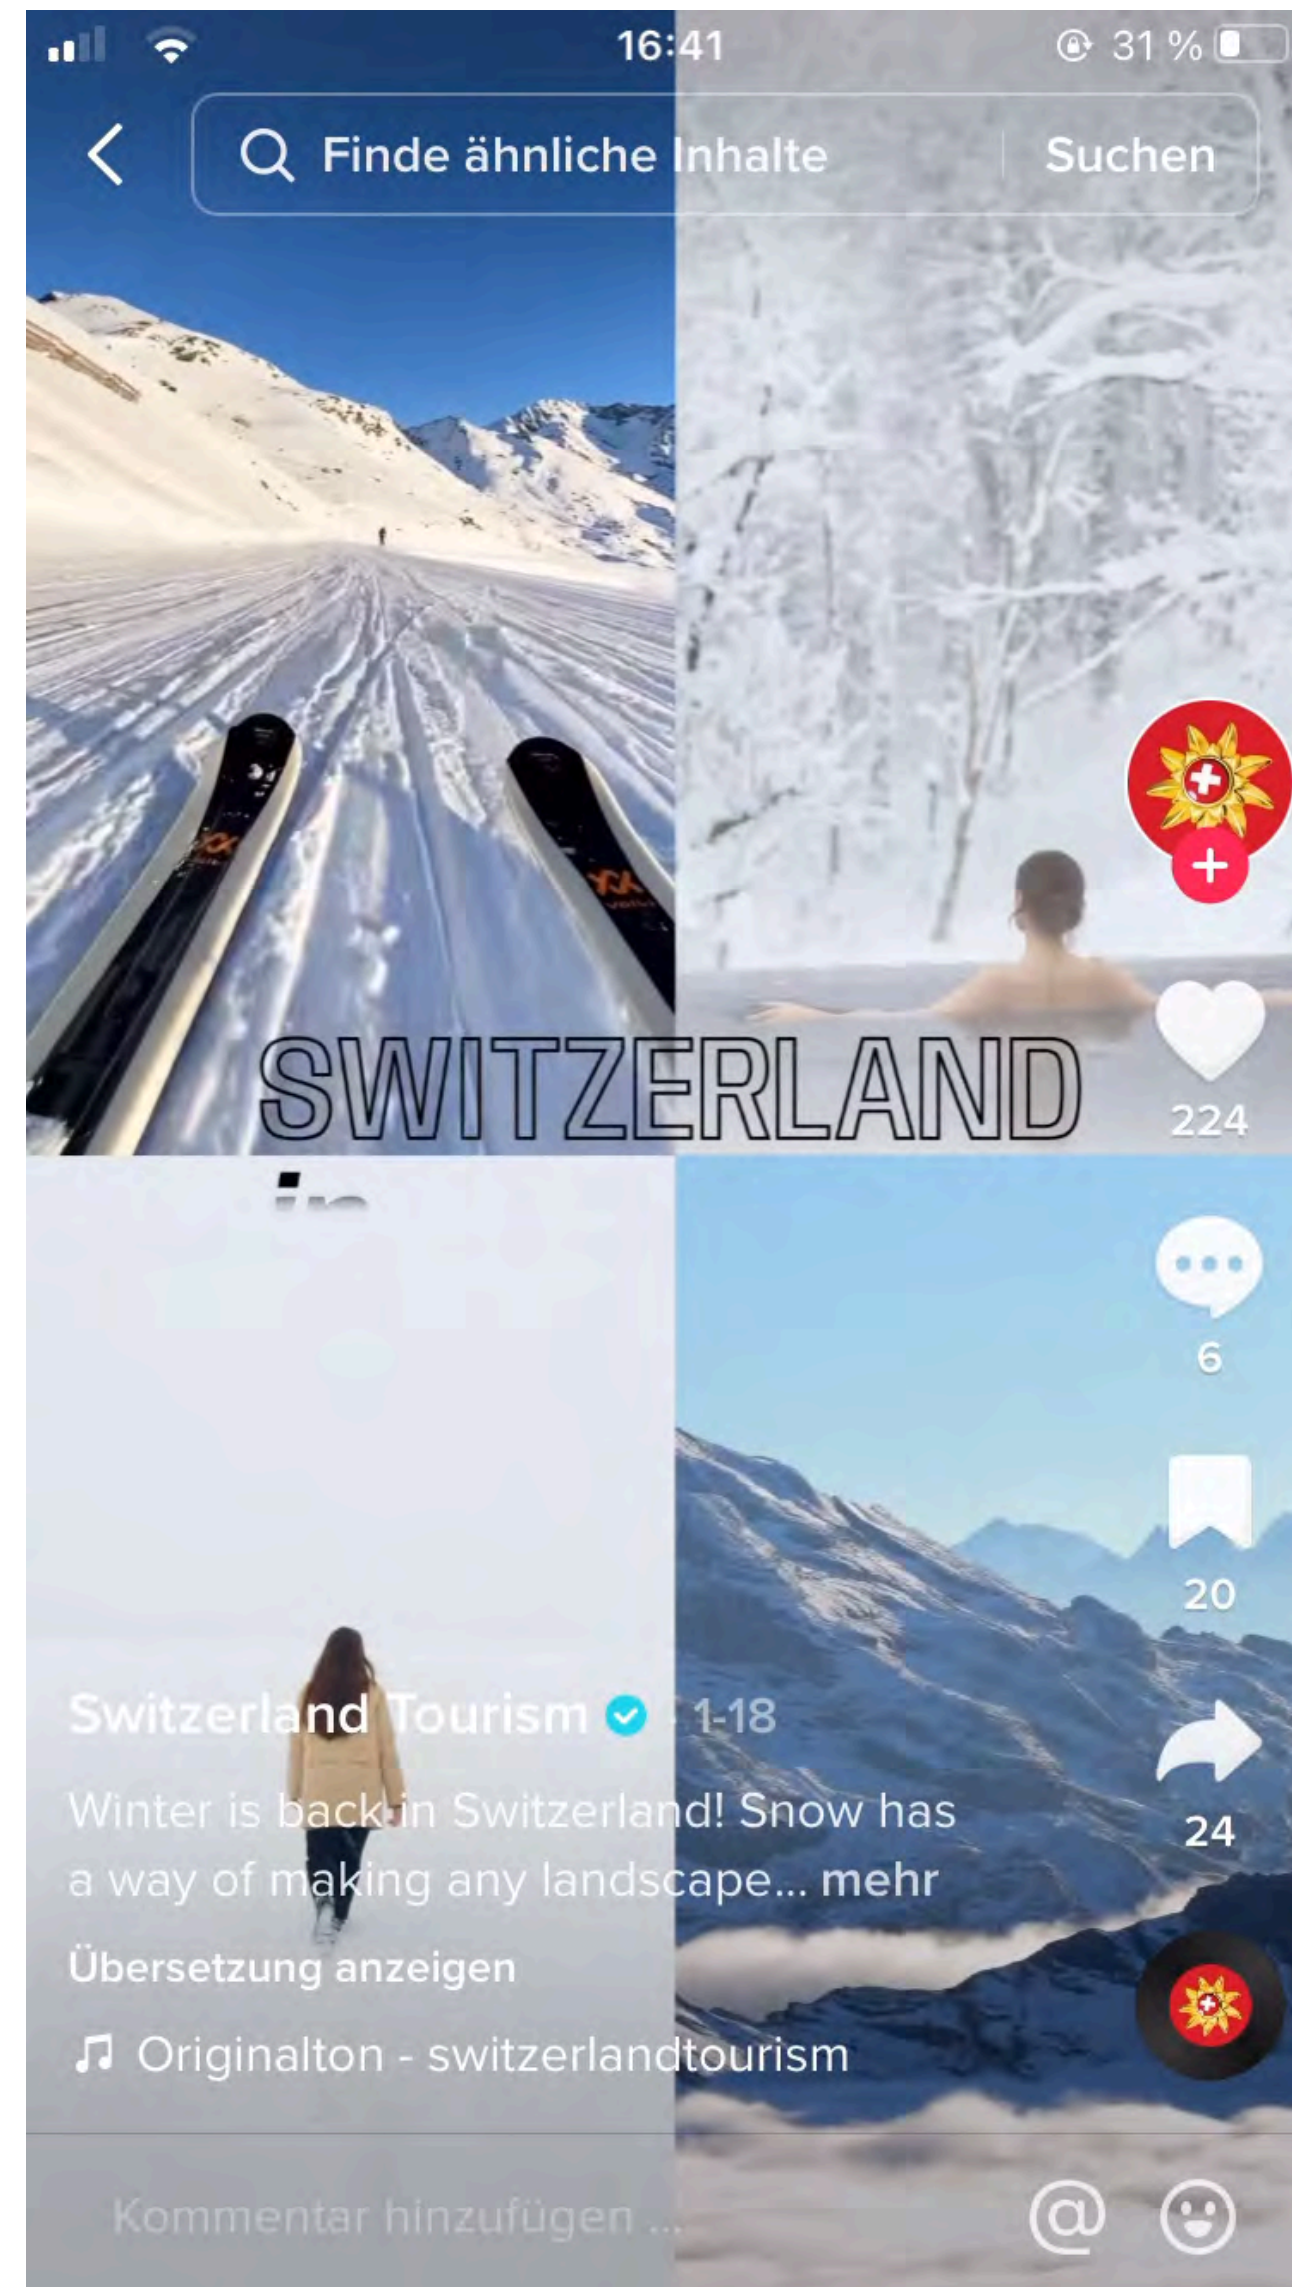 16:41
31 %
Finde ähnliche Inhalte
Suchen
SWITZERLAND
in
224
6
20
Switzerland Tourism · 1-18
Winter is back in Switzerland! Snow has
a way of making any landscape... mehr
24
Übersetzung anzeigen
Originalton - switzerlandtourism
Kommentar hinzufügen ...
@